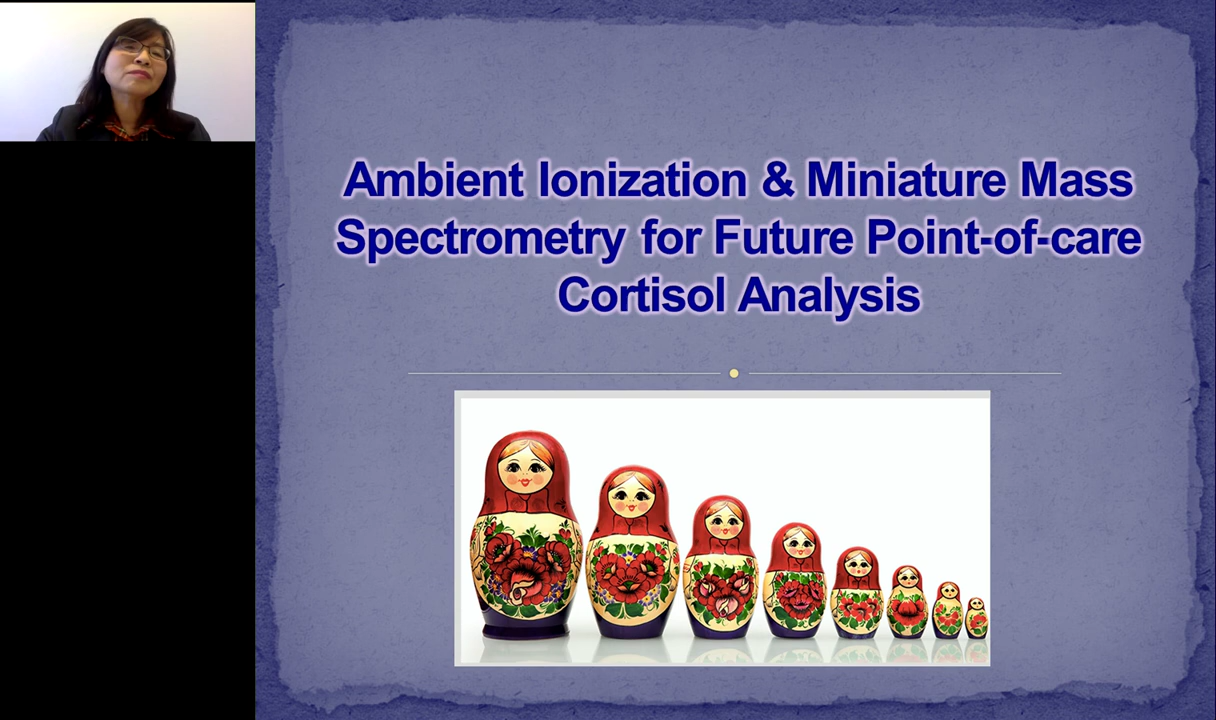 Ambient Ionization & Miniature Mass
Spectrometry for Future Point-of-care
Cortisol Analysis